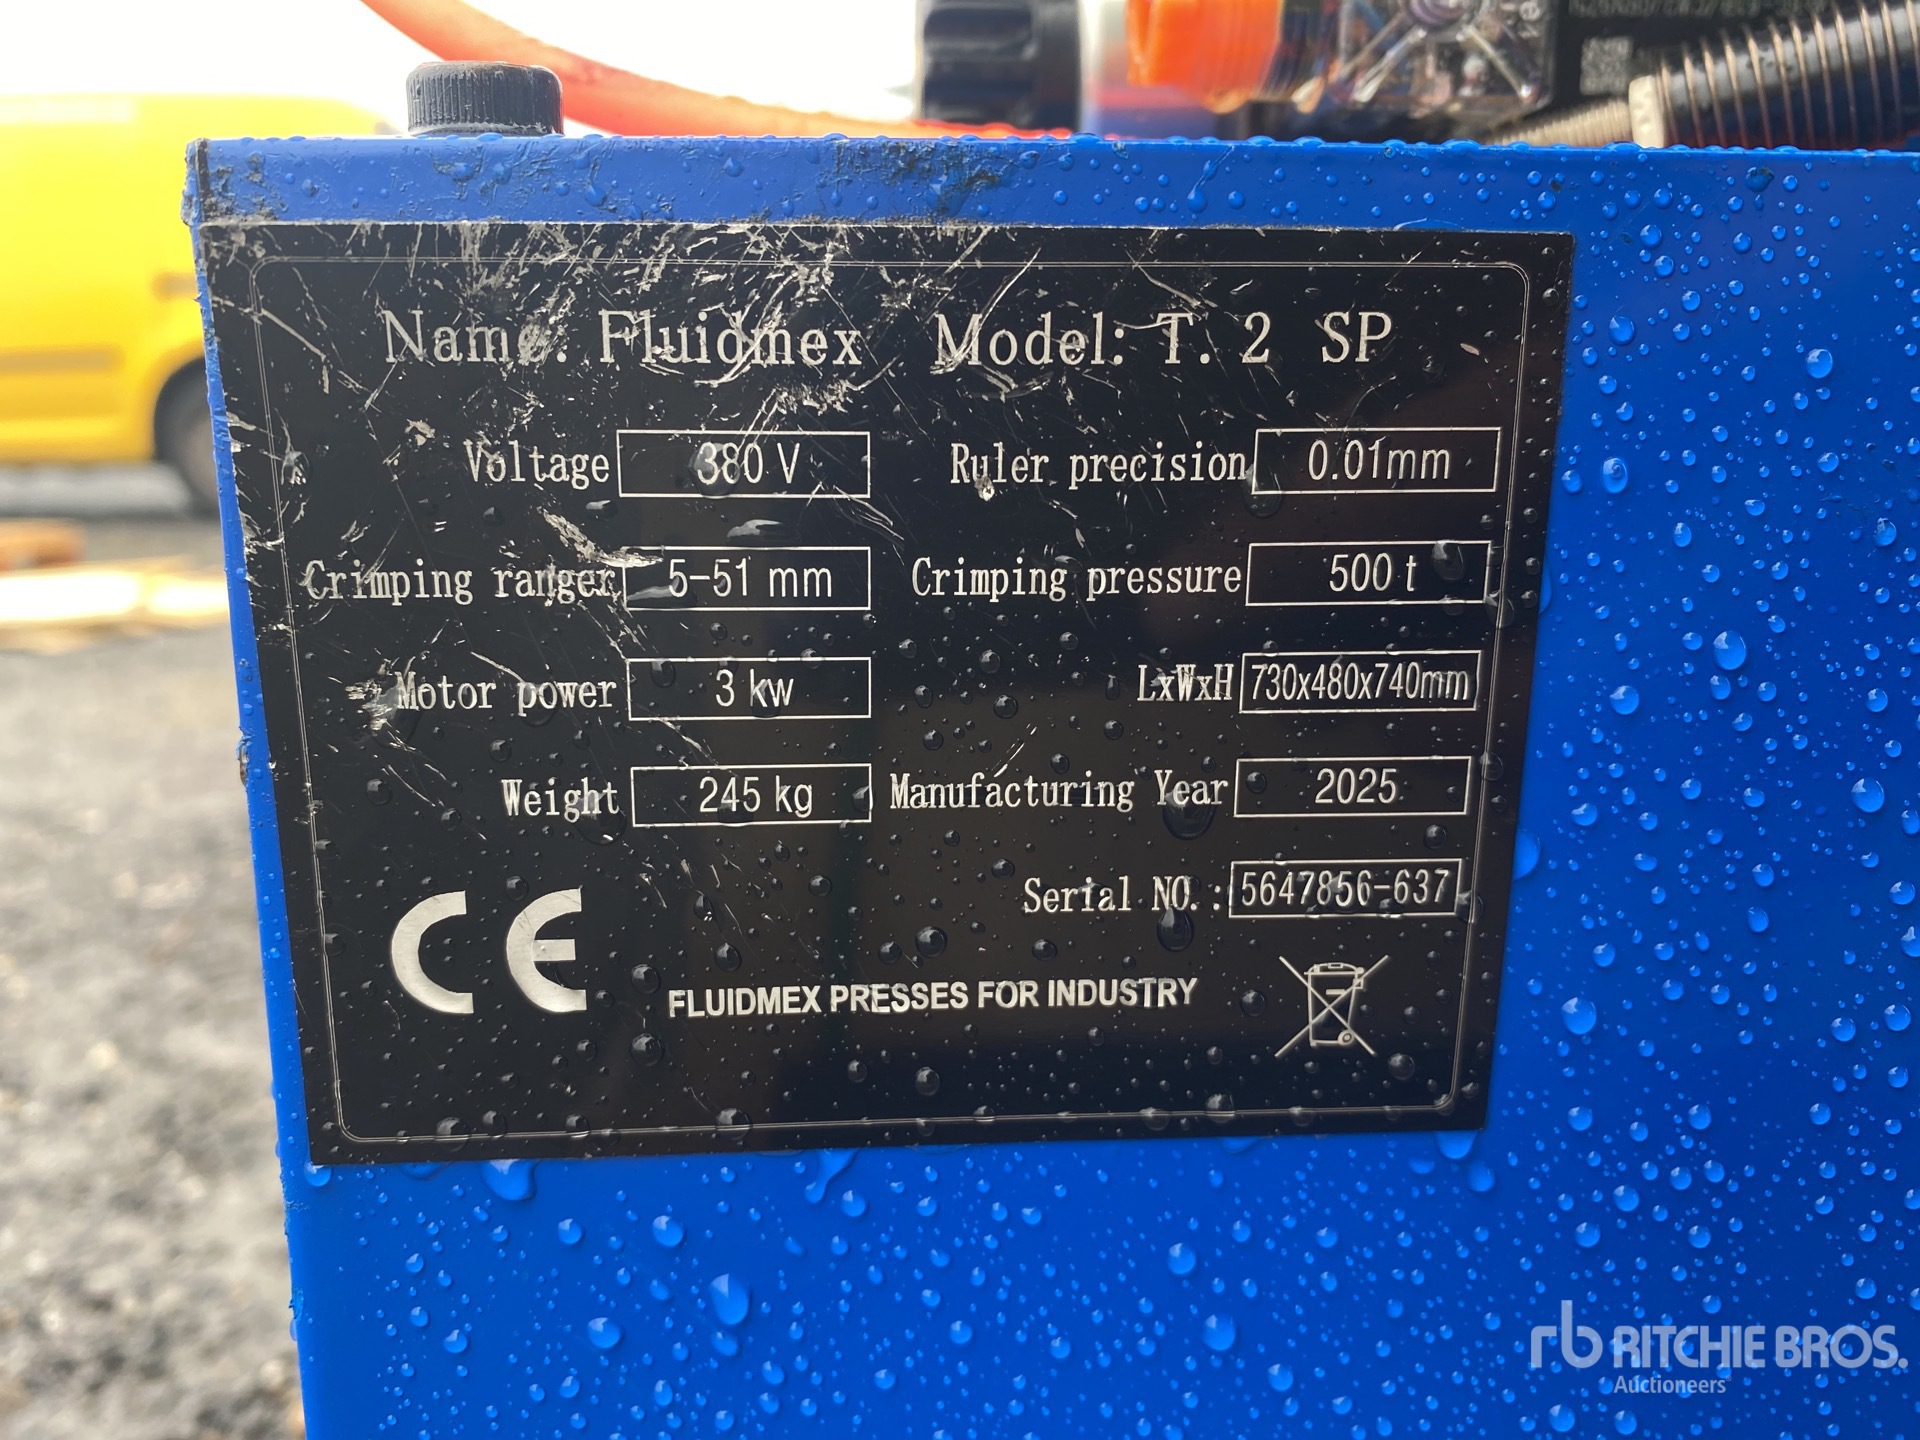 Name: Fluidmex Model: T. 2 SP
Voltage 380 V Ruler precision 0.01mm
Crimping ranger 5-51 mm Crimping pressure 500 t
Motor power 3 kw LxWxH 730x480x740mm
Weight 245 kg Manufacturing Year 2025
Serial NO. : 5647856-637
CE
FLUIDMEX PRESSES FOR INDUSTRY
rb RITCHIE BROS.
Auctioneers